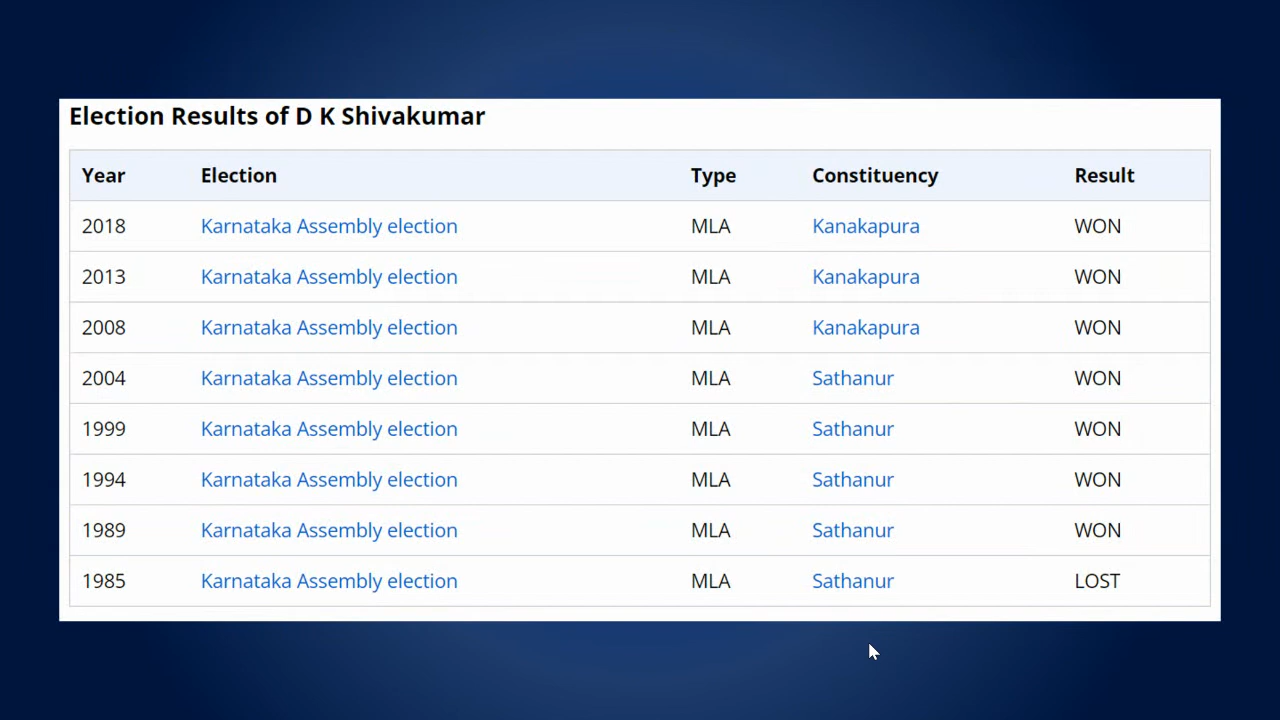 Election Results of D K Shivakumar
Year Election Type Constituency Result
2018 Karnataka Assembly election MLA Kanakapura WON
2013 Karnataka Assembly election MLA Kanakapura WON
2008 Karnataka Assembly election MLA Kanakapura WON
2004 Karnataka Assembly election MLA Sathanur WON
1999 Karnataka Assembly election MLA Sathanur WON
1994 Karnataka Assembly election MLA Sathanur WON
1989 Karnataka Assembly election MLA Sathanur WON
1985 Karnataka Assembly election MLA Sathanur LOST